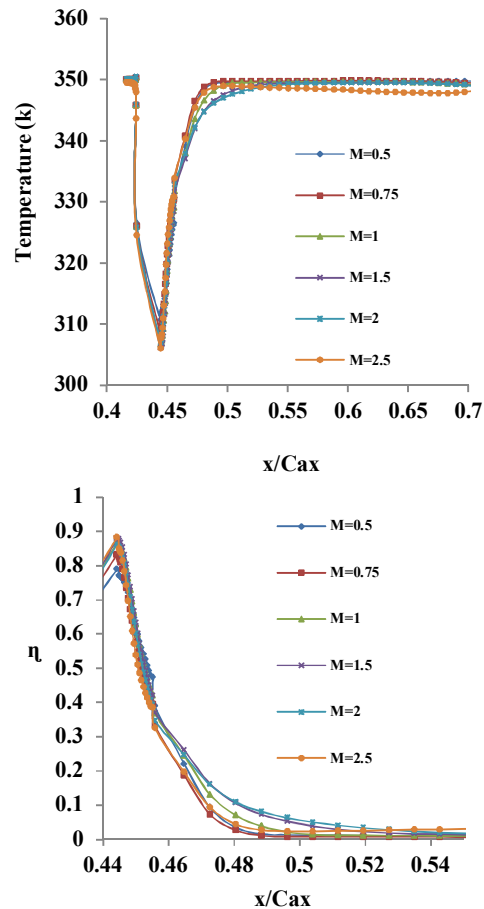 360
350
340
330
320
310
300
Temperature (k)
M=0.5
M=0.75
M=1
M=1.5
M=2
M=2.5
0.4 0.45 0.5 0.55 0.6 0.65 0.7
x/Cax
1
0.9
0.8
0.7
0.6
0.5
0.4
0.3
0.2
0.1
0
η
M=0.5
M=0.75
M=1
M=1.5
M=2
M=2.5
0.44 0.46 0.48 0.5 0.52 0.54
x/Cax